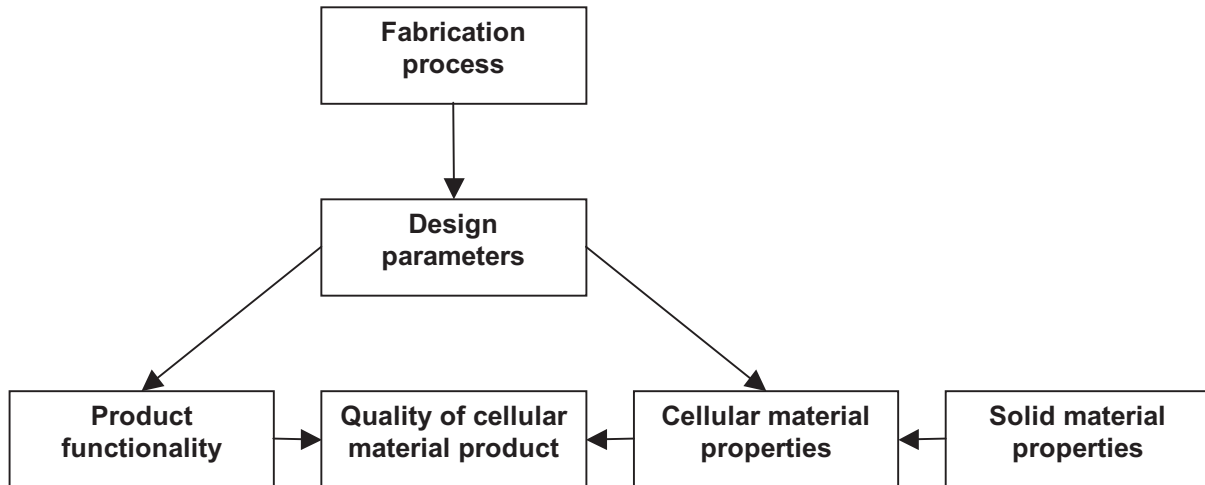 Fabrication
process
Design
parameters
Product
functionality
Quality of cellular
material product
Cellular material
properties
Solid material
properties